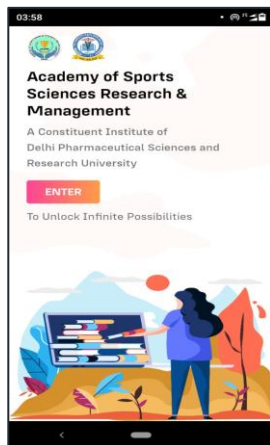 03:58
Academy of Sports
Sciences Research &
Management
A Constituent Institute of
Delhi Pharmaceutical Sciences and
Research University
ENTER
To Unlock Infinite Possibilities